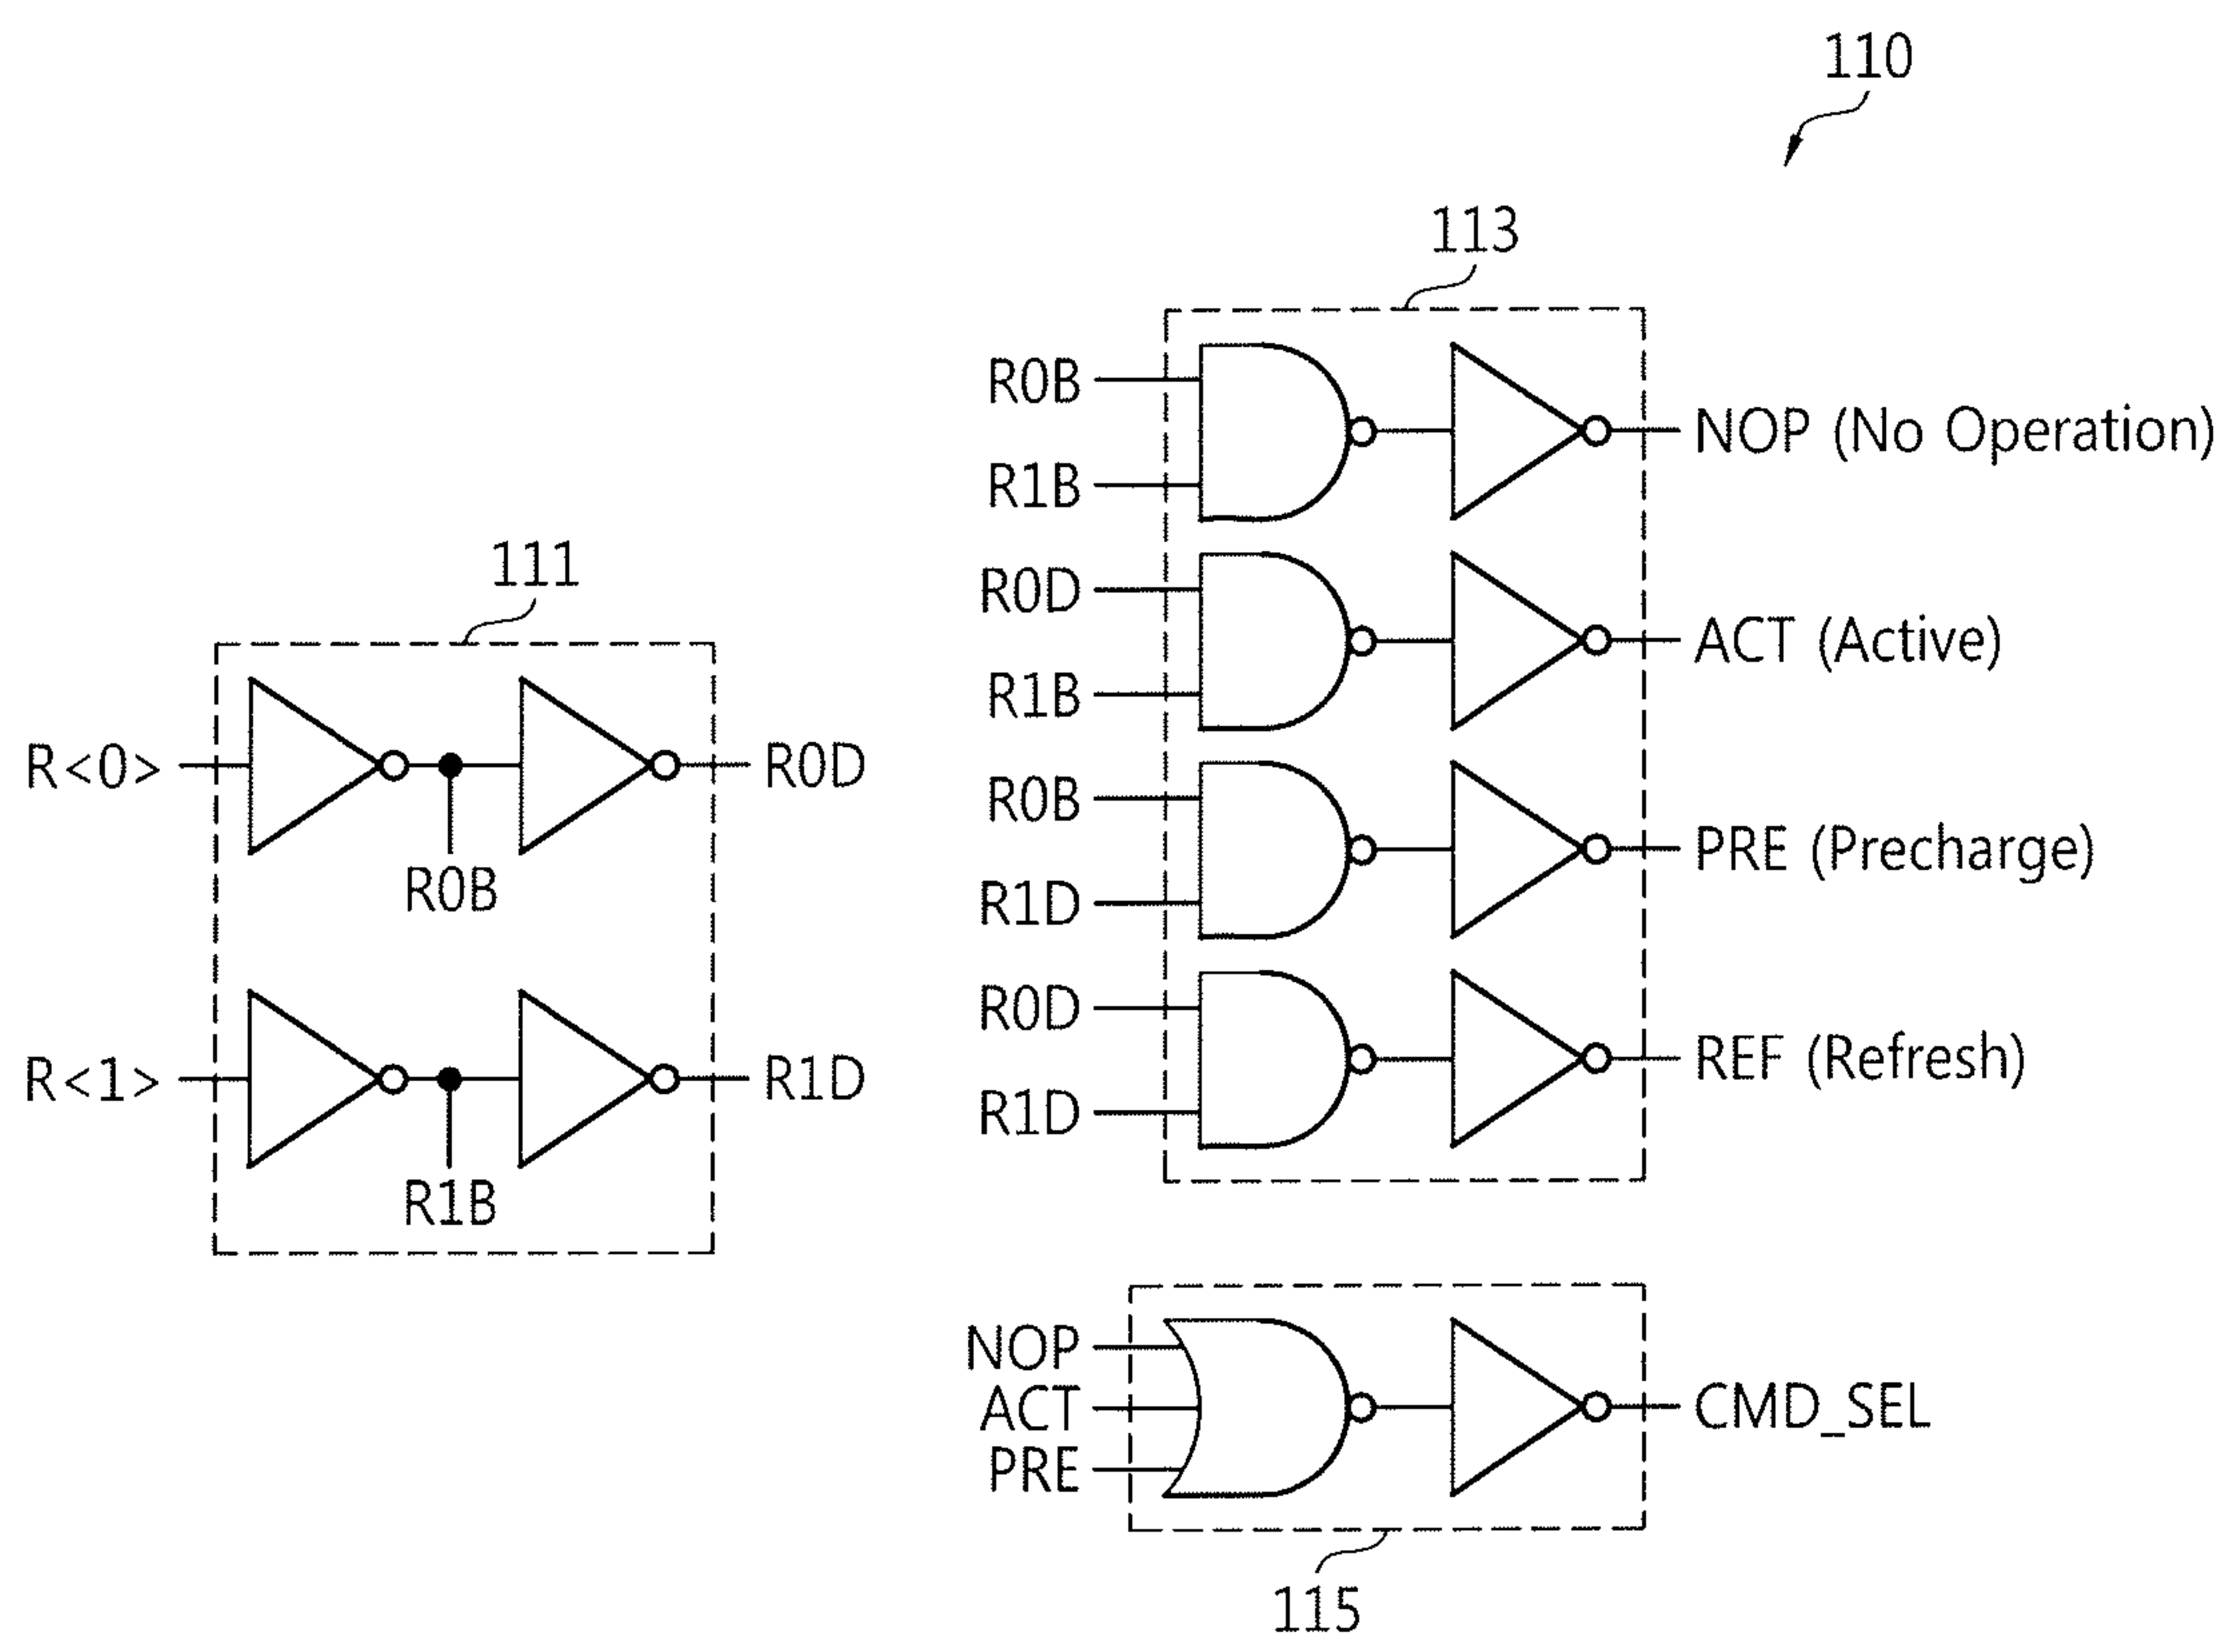 110
113
R0B
R1B
NOP (No Operation)
R0D
R1B
ACT (Active)
R0B
R1D
PRE (Precharge)
R0D
R1D
REF (Refresh)
111
R<0>
R0B
R0D
R<1>
R1B
R1D
NOP
ACT
PRE
CMD_SEL
115